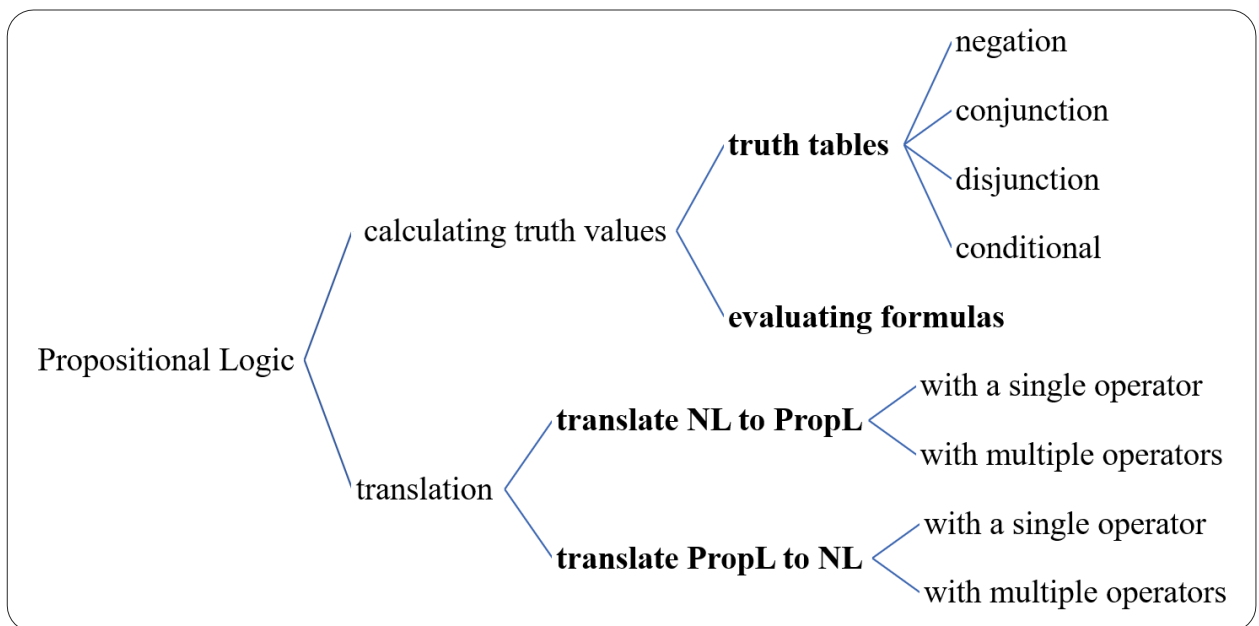 negation
conjunction
truth tables
disjunction
calculating truth values
conditional
evaluating formulas
Propositional Logic
with a single operator
translate NL to PropL
with multiple operators
translation
with a single operator
translate PropL to NL
with multiple operators